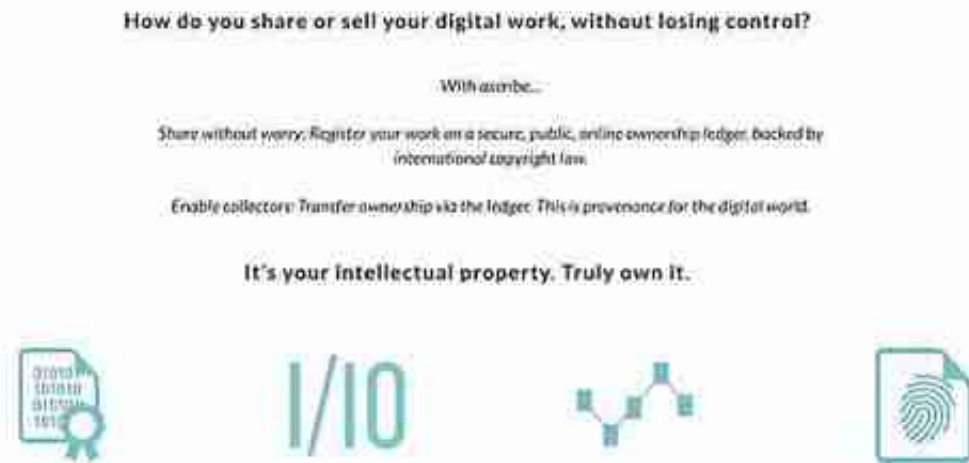 How do you share or sell your digital work, without losing control?
With ascribe...
Share without worry: Register your work on a secure, public, online ownership ledger, backed by
international copyright law.
Enable collectors: Transfer ownership via the ledger. This is provenance for the digital world.
It's your intellectual property. Truly own it.
010101
101010
1/10